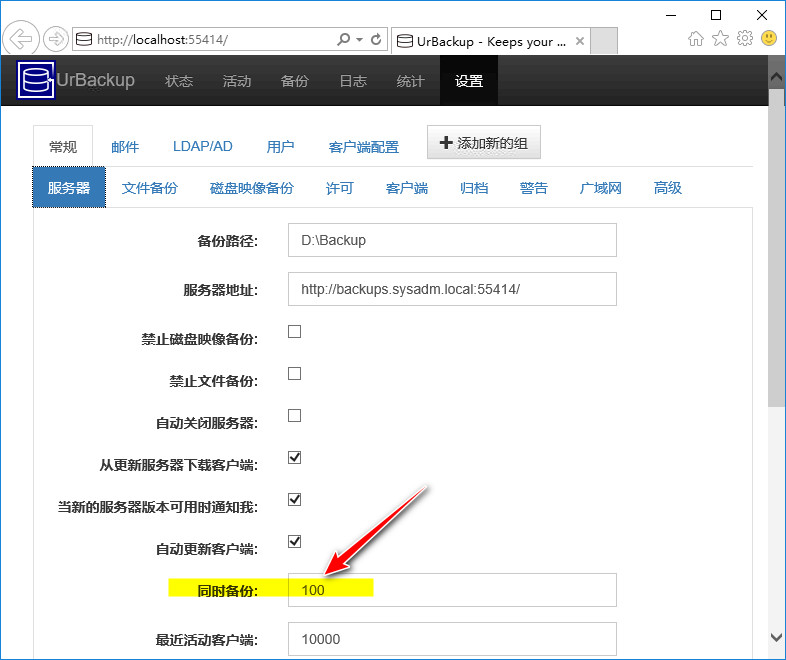 http://localhost:55414/
UrBackup - Keeps your ...
UrBackup 状态 活动 备份 日志 统计 设置
常规 邮件 LDAP/AD 用户 客户端配置 添加新的组
服务器 文件备份 磁盘映像备份 许可 客户端 归档 警告 广域网 高级
备份路径: D:\Backup
服务器地址: http://backups.sysadm.local:55414/
禁止磁盘映像备份:
禁止文件备份:
自动关闭服务器:
从更新服务器下载客户端:
当新的服务器版本可用时通知我:
自动更新客户端:
同时备份: 100
最近活动客户端: 10000